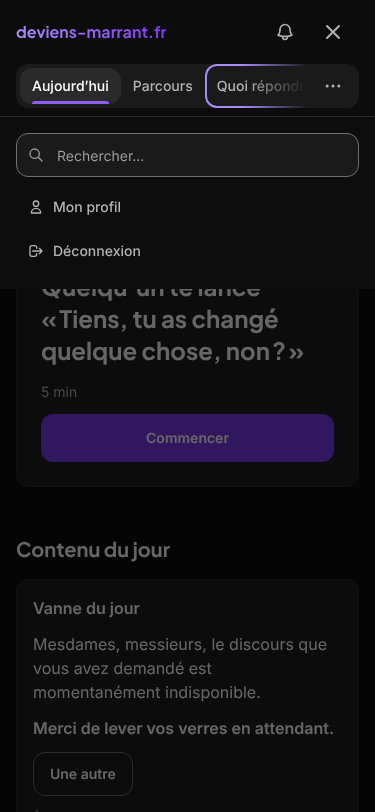 deviens-marrant.fr
Aujourd'hui
Parcours
Quoi répond
Rechercher...
Mon profil
Déconnexion
Quelqu'un te lance
« Tiens, tu as changé
quelque chose, non ? »
5 min
Commencer
Contenu du jour
Vanne du jour
Mesdames, messieurs, le discours que
vous avez demandé est
momentanément indisponible.
Merci de lever vos verres en attendant.
Une autre